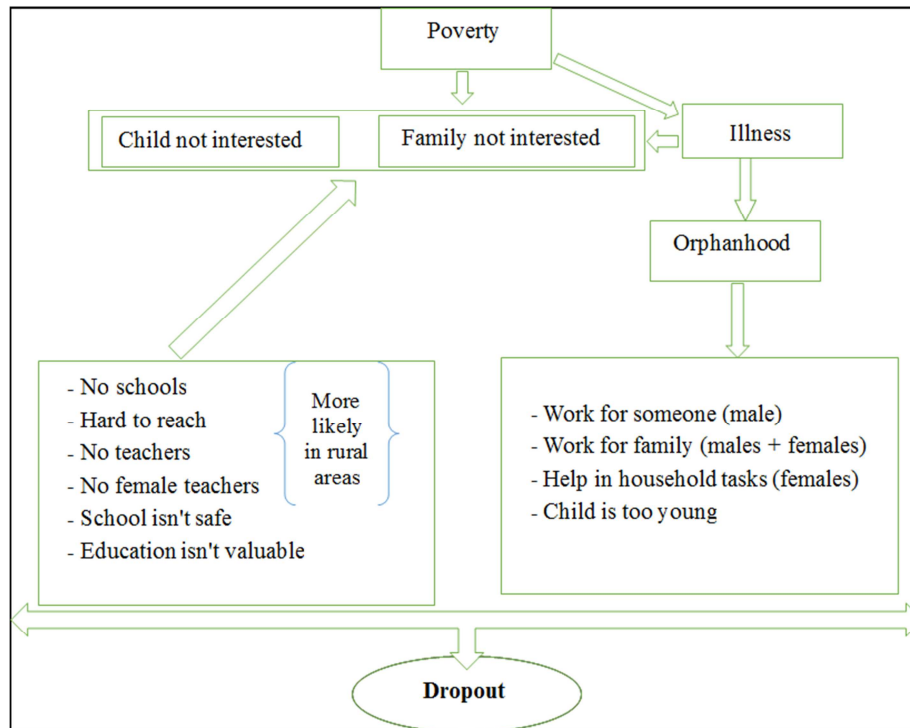 Poverty
Child not interested
Family not interested
Illness
Orphanhood
- No schools
- Hard to reach
- No teachers
- No female teachers
- School isn't safe
- Education isn't valuable
More
likely
in rural
areas
- Work for someone (male)
- Work for family (males + females)
- Help in household tasks (females)
- Child is too young
Dropout